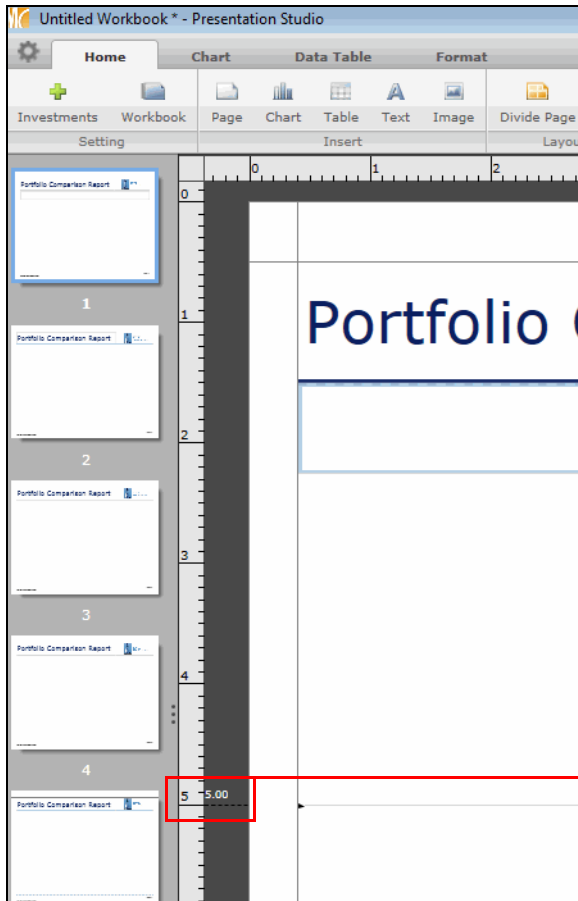 Untitled Workbook * - Presentation Studio
Home Chart Data Table Format
Investments Workbook Page Chart Table Text Image Divide Page
Setting Insert Layou
0 1 2
0
Portfolio Comparison Report
1
Portfolio
1
Portfolio Comparison Report
2
2
Portfolio Comparison Report
3
3
Portfolio Comparison Report
4
4
5 5.00
Portfolio Comparison Report